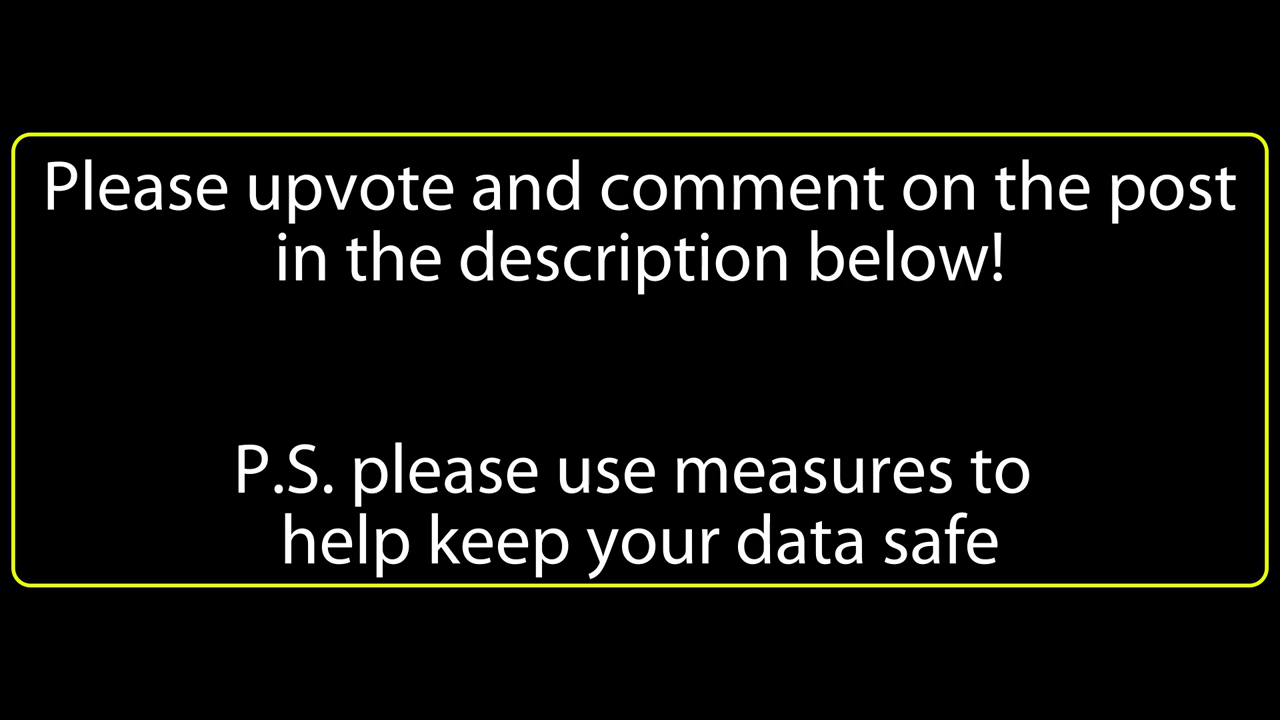 Please upvote and comment on the post
in the description below!
P.S. please use measures to
help keep your data safe